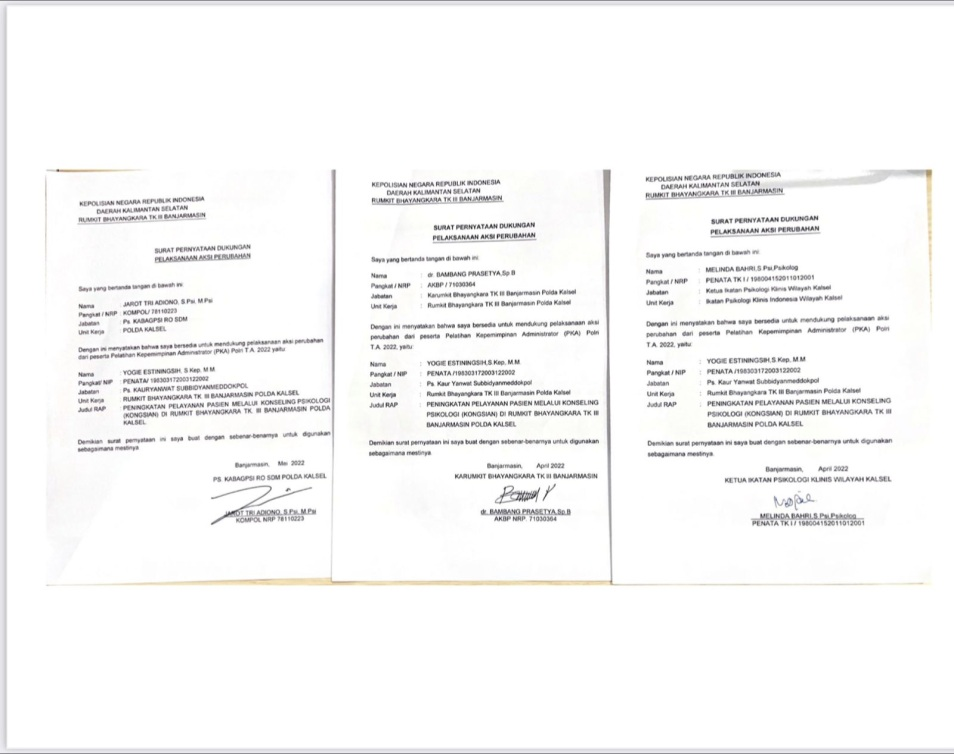 KEPOLISIAN NEGARA REPUBLIK INDONESIA
DAERAH KALIMANTAN SELATAN
RUMKIT BHAYANGKARA TK III BANJARMASIN
SURAT PERNYATAAN DUKUNGAN
PELAKSANAAN AKSI PERUBAHAN
Saya yang bertanda tangan di bawah ini:
Nama : JAROT TRI ADIONO, S.Psi, M.Psi
Pangkat / NRP : KOMPOL/ 78110223
Jabatan : Ps. KABAGPSI RO SDM
Unit Kerja : POLDA KALSEL
Dengan ini menyatakan bahwa saya bersedia untuk mendukung pelaksanaan aksi perubahan
dari peserta Pelatihan Kepemimpinan Administrator (PKA) Poin T.A. 2022 yaitu
Nama : YOGIE ESTININGSIH, S.Kep, M.M
Pangkat/ NIP : PENATA/ 198303172003122002
Jabatan : Ps. KAURYANWAT SUBBIDYANMEDDOKPOL
Unit Kerja : RUMKIT BHAYANGKARA TK. III BANJARMASIN POLDA KALSEL
Judul RAP : PENINGKATAN PELAYANAN PASIEN MELALUI KONSELING PSIKOLOGI
(KONGSIAN) DI RUMKIT BHAYANGKARA TK. III BANJARMASIN POLDA
KALSEL
Demikian surat pernyataan ini saya buat dengan sebenar-benarnya untuk digunakan
sebagaimana mestinya
Banjarmasin, Mei 2022
PS. KABAGPSI RO SDM POLDA KALSEL
JAROT TRI ADIONO, S.Psi, M.Psi
KOMPOL NRP 78110223
KEPOLISIAN NEGARA REPUBLIK INDONESIA
DAERAH KALIMANTAN SELATAN
RUMKIT BHAYANGKARA TK III BANJARMASIN
SURAT PERNYATAAN DUKUNGAN
PELAKSANAAN AKSI PERUBAHAN
Saya yang bertanda tangan di bawah ini:
Nama : dr. BAMBANG PRASETYA,Sp.B
Pangkat / NRP : AKBP / 71030364
Jabatan : Karumkit Bhayangkara TK III Banjarmasin Polda Kalsel
Unit Kerja : Rumkit Bhayangkara TK III Banjarmasin Polda Kalsel
Dengan ini menyatakan bahwa saya bersedia untuk mendukung pelaksanaan aksi
perubahan dari peserta Pelatihan Kepemimpinan Administrator (PKA) Poin
T.A. 2022, yaitu:
Nama : YOGIE ESTININGSIH,S.Kep, M.M.
Pangkat / NIP : PENATA /198303172003122002
Jabatan : Ps. Kaur Yanwat Subbidyanmeddokpol
Unit Kerja : Rumkit Bhayangkara TK III Banjarmasin Polda Kalsel
Judul RAP : PENINGKATAN PELAYANAN PASIEN MELALUI KONSELING
PSIKOLOGI (KONGSIAN) DI RUMKIT BHAYANGKARA TK III
BANJARMASIN POLDA KALSEL
Demikian surat pernyataan ini saya buat dengan sebenar-benarnya untuk digunakan
sebagaimana mestinya.
Banjarmasin, April 2022
KARUMKIT BHAYANGKARA TK III BANJARMASIN
dr. BAMBANG PRASETYA,Sp.B
AKBP NRP. 71030364
KEPOLISIAN NEGARA REPUBLIK INDONESIA
DAERAH KALIMANTAN SELATAN
RUMKIT BHAYANGKARA TK III BANJARMASIN
SURAT PERNYATAAN DUKUNGAN
PELAKSANAAN AKSI PERUBAHAN
Saya yang bertanda tangan di bawah ini:
Nama : MELINDA BAHRI,S Psi,Psikolog
Pangkat / NRP : PENATA TK I / 198004152011012001
Jabatan : Ketua Ikatan Psikologi Klinis Wilayah Kalsel
Unit Kerja : Ikatan Psikologi Klinis Indonesia Wilayah Kalsel
Dengan ini menyatakan bahwa saya bersedia untuk mendukung pelaksanaan aksi
perubahan dari peserta Pelatihan Kepemimpinan Administrator (PKA) Poin
T.A. 2022, yaitu:
Nama : YOGIE ESTININGSIH, S.Kep, M.M
Pangkat / NIP : PENATA /198303172003122002
Jabatan : Ps. Kaur Yanwat Subbidyanmeddokpol
Unit Kerja : Rumkit Bhayangkara TK III Banjarmasin Polda Kalsel
Judul RAP : PENINGKATAN PELAYANAN PASIEN MELALUI KONSELING
PSIKOLOGI (KONGSIAN) DI RUMKIT BHAYANGKARA TK III
BANJARMASIN POLDA KALSEL
Demikian surat pernyataan ini saya buat dengan sebenar-benarnya untuk digunakan
sebagaimana mestinya.
Banjarmasin, April 2022
KETUA IKATAN PSIKOLOGI KLINIS WILAYAH KALSEL
MELINDA BAHRI,S Psi,Psikolog
PENATA TK I / 198004152011012001